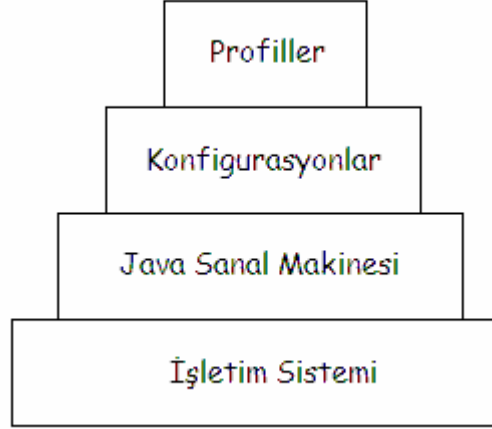 Profiller
Konfigurasyonlar
Java Sanal Makinesi
İşletim Sistemi